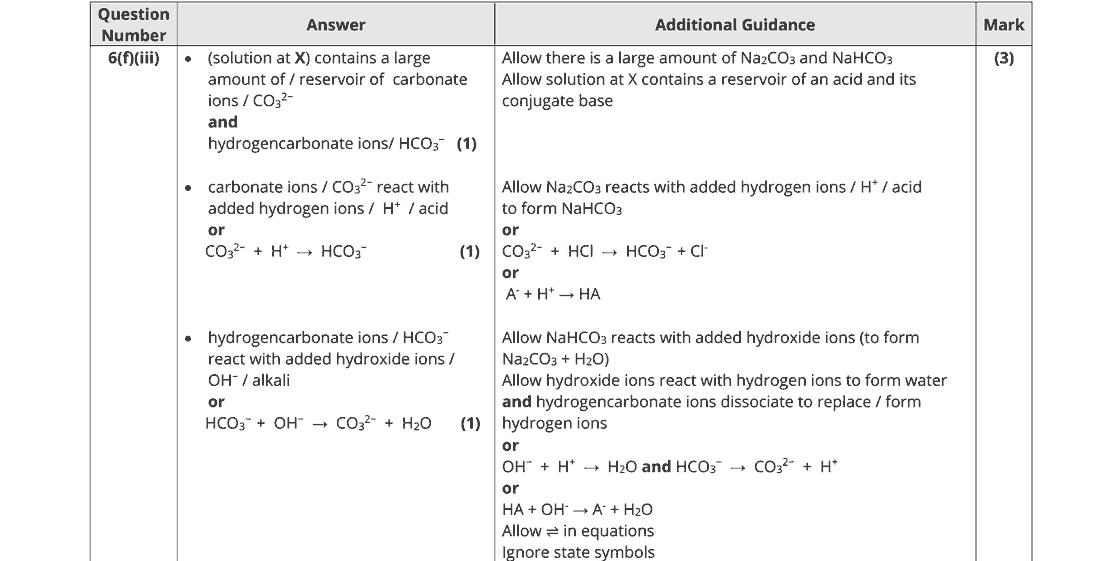 Question Number
Answer
Additional Guidance
Mark
6(f)(iii)
• (solution at X) contains a large
amount of / reservoir of carbonate
ions / CO₃²⁻
and
hydrogencarbonate ions/ HCO₃⁻ (1)
Allow there is a large amount of Na₂CO₃ and NaHCO₃
Allow solution at X contains a reservoir of an acid and its
conjugate base
(3)
• carbonate ions / CO₃²⁻ react with
added hydrogen ions / H⁺ / acid
or
CO₃²⁻ + H⁺ → HCO₃⁻ (1)
Allow Na₂CO₃ reacts with added hydrogen ions / H⁺ / acid
to form NaHCO₃
or
CO₃²⁻ + HCl → HCO₃⁻ + Cl⁻
or
A⁻ + H⁺ → HA
• hydrogencarbonate ions / HCO₃⁻
react with added hydroxide ions /
OH⁻ / alkali
or
HCO₃⁻ + OH⁻ → CO₃²⁻ + H₂O (1)
Allow NaHCO₃ reacts with added hydroxide ions (to form
Na₂CO₃ + H₂O)
Allow hydroxide ions react with hydrogen ions to form water
and hydrogencarbonate ions dissociate to replace / form
hydrogen ions
or
OH⁻ + H⁺ → H₂O and HCO₃⁻ → CO₃²⁻ + H⁺
or
HA + OH⁻ → A⁻ + H₂O
Allow ⇌ in equations
Ignore state symbols